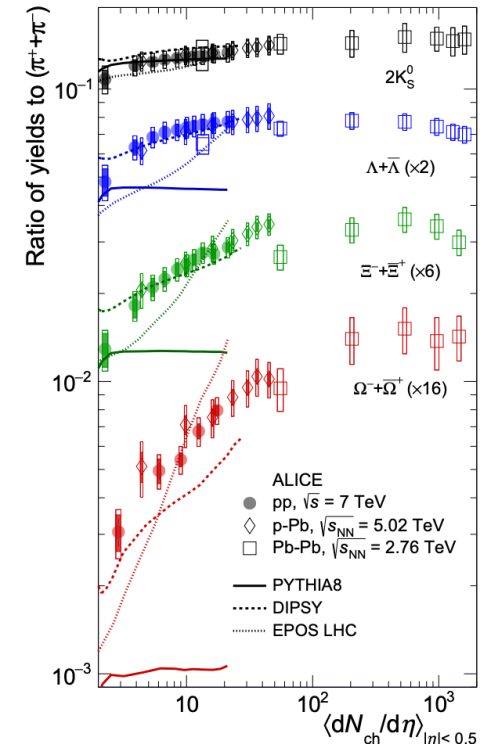 Ratio of yields to (π⁺+π⁻)
10⁻¹
2K⁰S
Λ+Λ̅ (×2)
Ξ⁻+Ξ̅⁺ (×6)
10⁻²
Ω⁻+Ω̅⁺ (×16)
ALICE
pp, √s = 7 TeV
p-Pb, √sNN = 5.02 TeV
Pb-Pb, √sNN = 2.76 TeV
PYTHIA8
DIPSY
EPOS LHC
10⁻³
10 10² 10³
⟨dNch/dη⟩|η|< 0.5